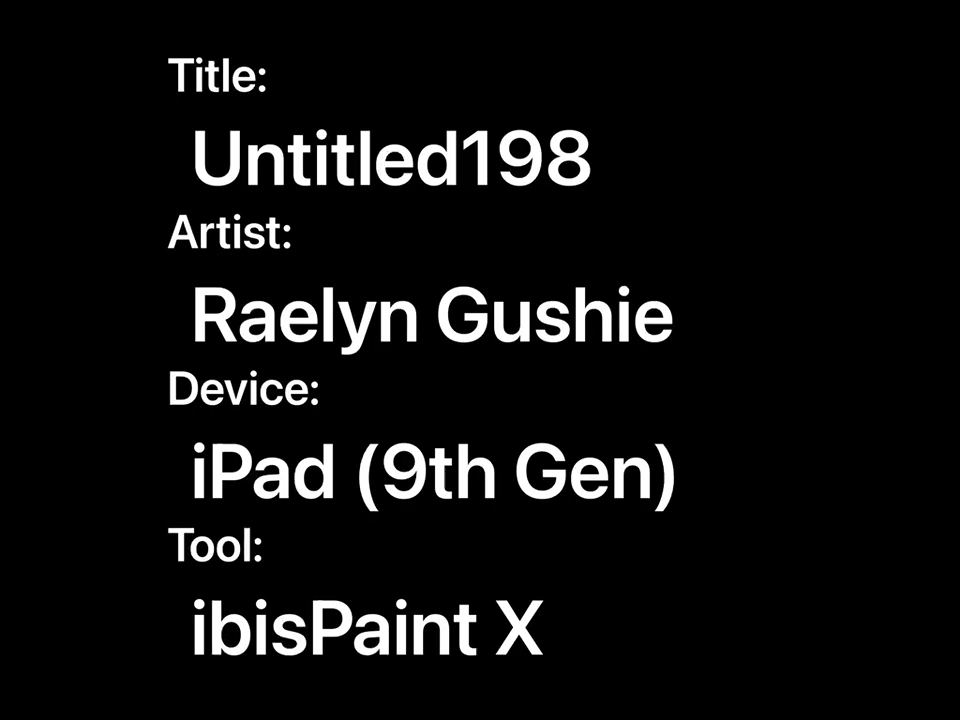 Title:
Untitled198
Artist:
Raelyn Gushie
Device:
iPad (9th Gen)
Tool:
ibisPaint X